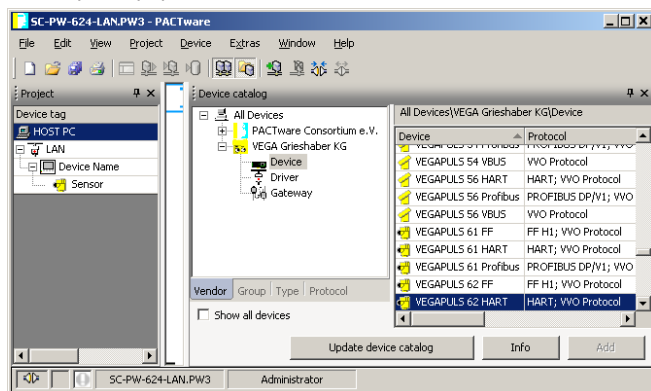 SC-PW-624-LAN.PW3 - PACTware
File Edit View Project Device Extras Window Help
Project
Device tag
HOST PC
LAN
Device Name
Sensor
Device catalog
All Devices
PACTware Consortium e.V.
VEGA Grieshaber KG
Device
Driver
Gateway
Vendor Group Type Protocol
Show all devices
All Devices\VEGA Grieshaber KG\Device
Device Protocol
VEGAPULS 54 VBUS VVO Protocol
VEGAPULS 56 HART HART; VVO Protocol
VEGAPULS 56 Profibus PROFIBUS DP/V1; VVO
VEGAPULS 56 VBUS VVO Protocol
VEGAPULS 61 FF FF H1; VVO Protocol
VEGAPULS 61 HART HART; VVO Protocol
VEGAPULS 61 Profibus PROFIBUS DP/V1; VVO
VEGAPULS 62 FF FF H1; VVO Protocol
VEGAPULS 62 HART HART; VVO Protocol
Update device catalog Info Add
SC-PW-624-LAN.PW3 Administrator